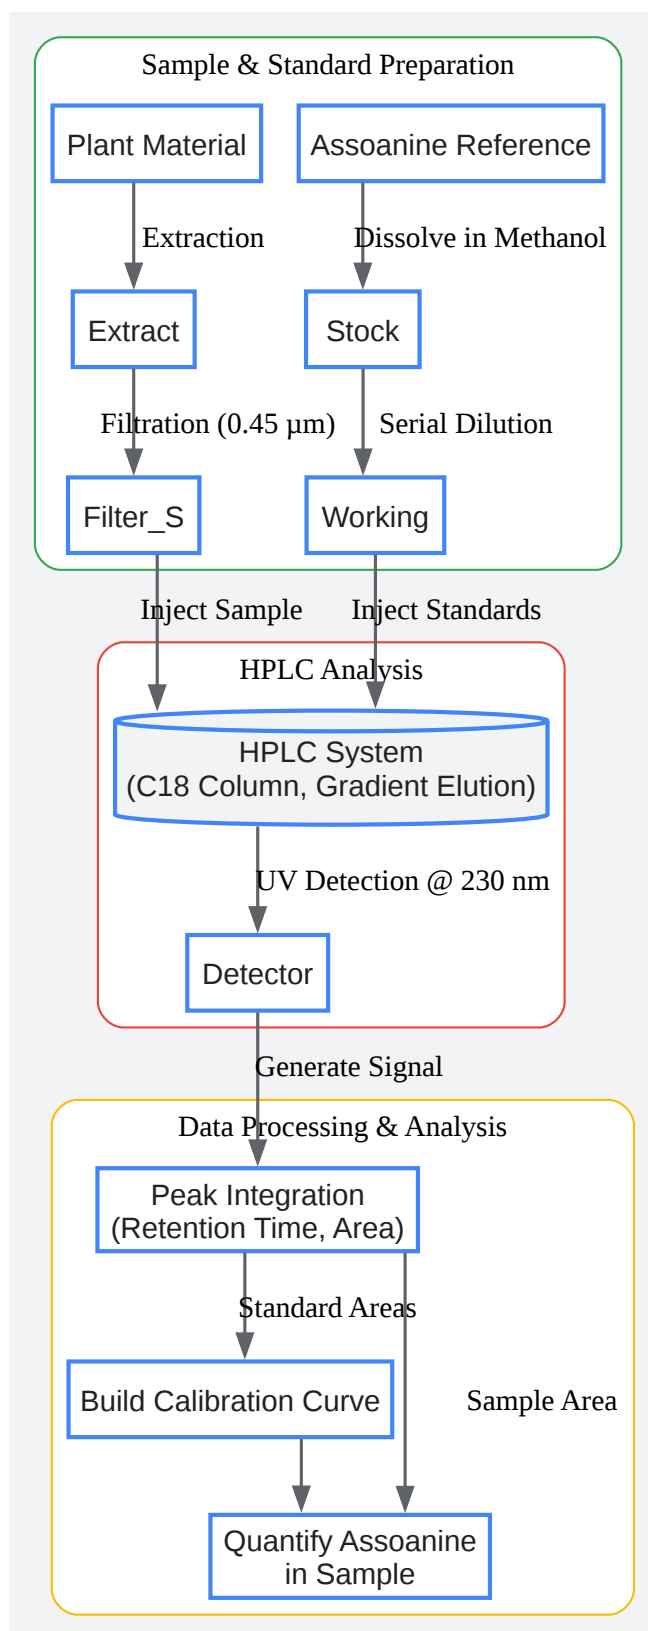 Sample & Standard Preparation
Plant Material
Assoanine Reference
Extraction
Dissolve in Methanol
Extract
Stock
Filtration (0.45 µm)
Serial Dilution
Filter_S
Working
Inject Sample
Inject Standards
HPLC Analysis
HPLC System
(C18 Column, Gradient Elution)
UV Detection @ 230 nm
Detector
Generate Signal
Data Processing & Analysis
Peak Integration
(Retention Time, Area)
Standard Areas
Build Calibration Curve
Sample Area
Quantify Assoanine
in Sample